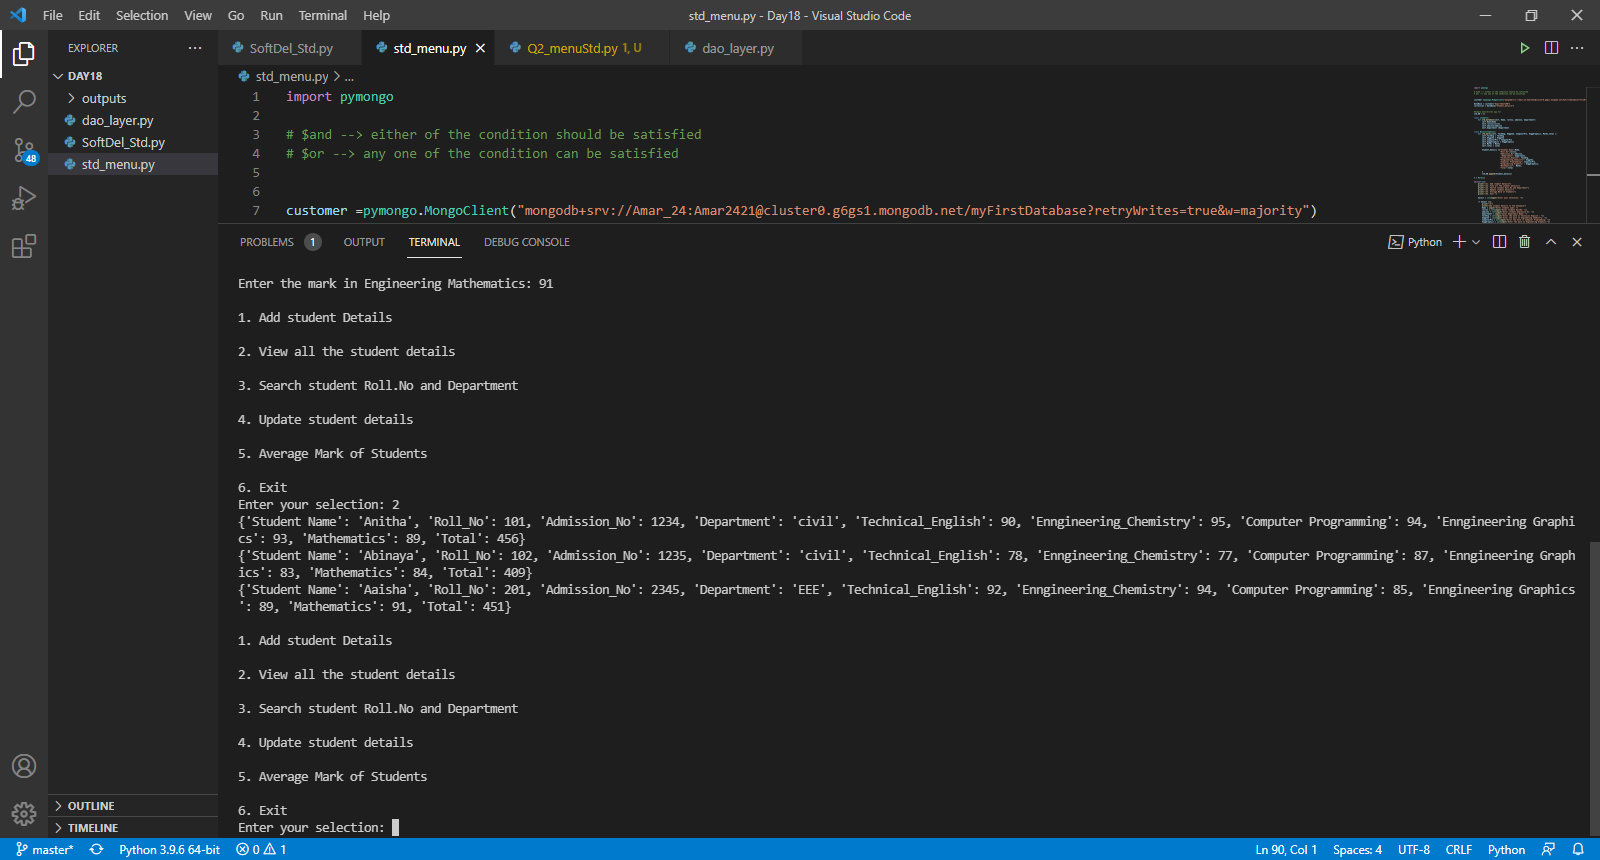 File Edit Selection View Go Run Terminal Help
std_menu.py - Day18 - Visual Studio Code
EXPLORER
DAY18
outputs
dao_layer.py
SoftDel_Std.py
std_menu.py
OUTLINE
TIMELINE
48
SoftDel_Std.py std_menu.py Q2_menuStd.py 1, U dao_layer.py
std_menu.py > ...
1 import pymongo
2
3 # $and --> either of the condition should be satisfied
4 # $or --> any one of the condition can be satisfied
5
6
7 customer =pymongo.MongoClient("mongodb+srv://Amar_24:Amar2421@cluster0.g6gs1.mongodb.net/myFirstDatabase?retryWrites=true&w=majority")
PROBLEMS 1 OUTPUT TERMINAL DEBUG CONSOLE Python
Enter the mark in Engineering Mathematics: 91
1. Add student Details
2. View all the student details
3. Search student Roll.No and Department
4. Update student details
5. Average Mark of Students
6. Exit
Enter your selection: 2
{'Student Name': 'Anitha', 'Roll_No': 101, 'Admission_No': 1234, 'Department': 'civil', 'Technical_English': 90, 'Enngineering_Chemistry': 95, 'Computer Programming': 94, 'Enngineering Graphi
cs': 93, 'Mathematics': 89, 'Total': 456}
{'Student Name': 'Abinaya', 'Roll_No': 102, 'Admission_No': 1235, 'Department': 'civil', 'Technical_English': 78, 'Enngineering_Chemistry': 77, 'Computer Programming': 87, 'Enngineering Graph
ics': 83, 'Mathematics': 84, 'Total': 409}
{'Student Name': 'Aaisha', 'Roll_No': 201, 'Admission_No': 2345, 'Department': 'EEE', 'Technical_English': 92, 'Enngineering_Chemistry': 94, 'Computer Programming': 85, 'Enngineering Graphics
': 89, 'Mathematics': 91, 'Total': 451}
1. Add student Details
2. View all the student details
3. Search student Roll.No and Department
4. Update student details
5. Average Mark of Students
6. Exit
Enter your selection:
master* Python 3.9.6 64-bit 0 1 Ln 90, Col 1 Spaces: 4 UTF-8 CRLF Python